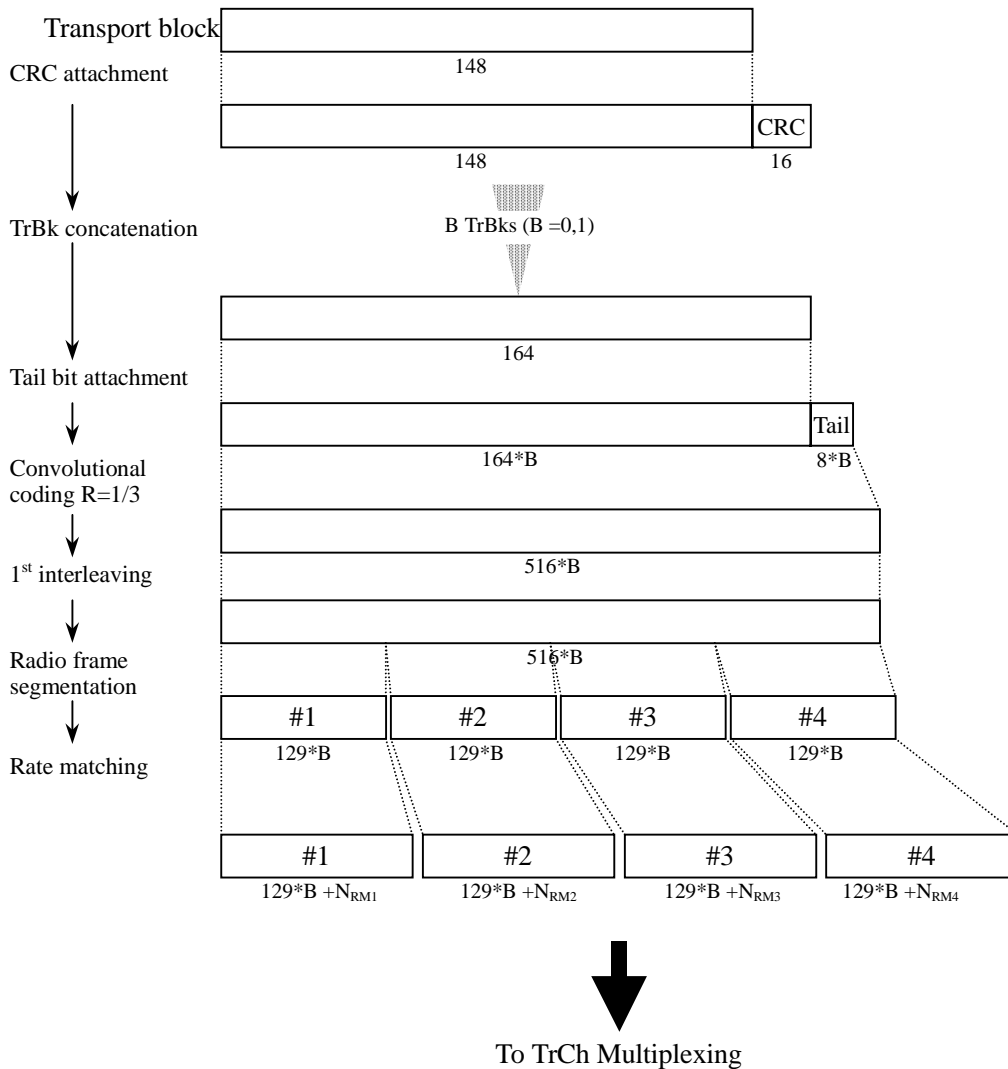 Transport block
148
CRC attachment
CRC
148
16
B TrBks (B =0,1)
TrBk concatenation
164
Tail bit attachment
Tail
164*B
8*B
Convolutional
coding R=1/3
516*B
1st interleaving
516*B
Radio frame
segmentation
#1
#2
#3
#4
129*B
129*B
129*B
129*B
Rate matching
#1
#2
#3
#4
129*B +NRM1
129*B +NRM2
129*B +NRM3
129*B +NRM4
To TrCh Multiplexing